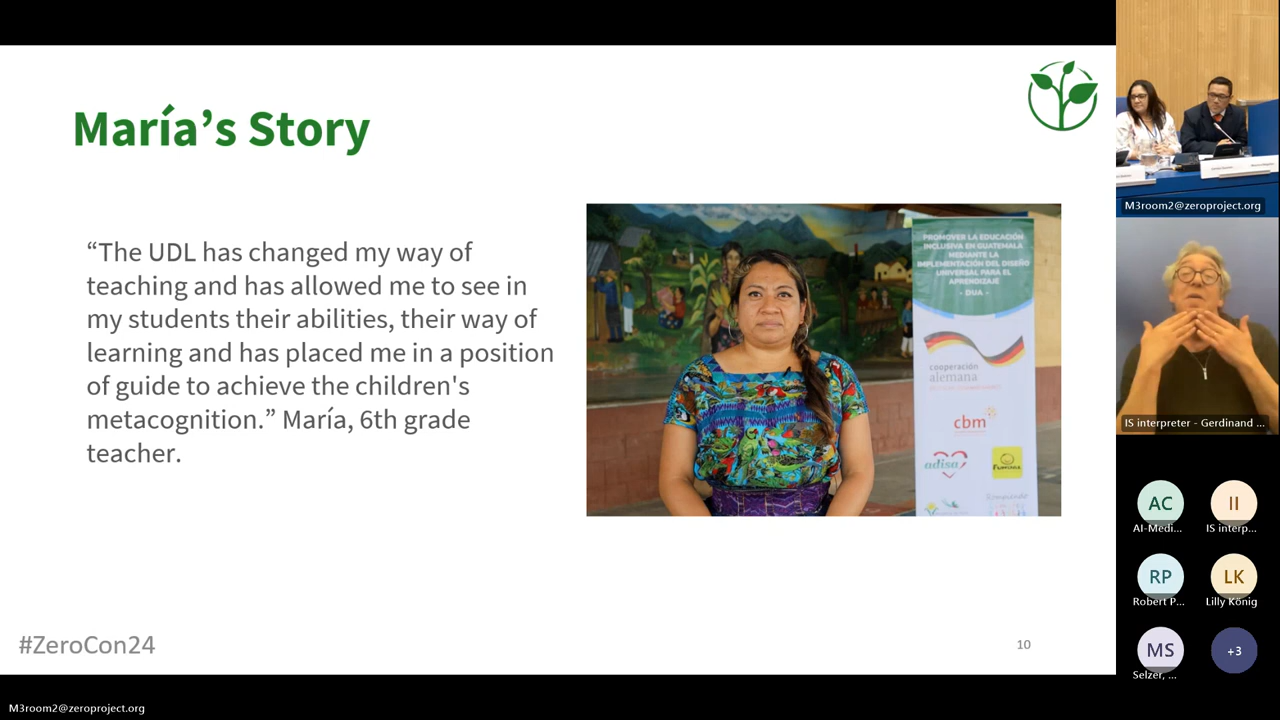 María’s Story
“The UDL has changed my way of
teaching and has allowed me to see in
my students their abilities, their way of
learning and has placed me in a position
of guide to achieve the children's
metacognition.” María, 6th grade
teacher.
PROMOVER LA EDUCACIÓN
INCLUSIVA EN GUATEMALA
MEDIANTE LA
IMPLEMENTACIÓN DEL DISEÑO
UNIVERSAL PARA EL
APRENDIZAJE
- DUA -
cooperación
alemana
cbm
adisa
#ZeroCon24
10
M3room2@zeroproject.org
IS interpreter - Gerdinand ...
AC
AI-Medi...
II
IS interp...
RP
Robert P...
LK
Lilly König
MS
Selzer, ...
+3
M3room2@zeroproject.org